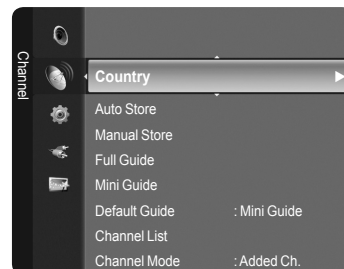 Channel
Country
Auto Store
Manual Store
Full Guide
Mini Guide
Default Guide : Mini Guide
Channel List
Channel Mode : Added Ch.